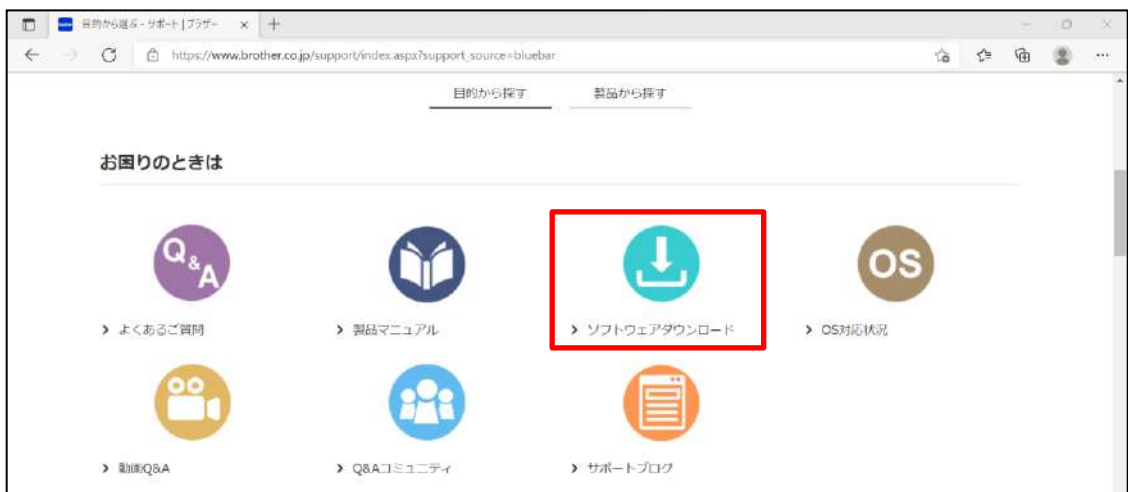 目的から選ぶ - サポート | ブラザー
https://www.brother.co.jp/support/index.aspx?support_source=bluebar
目的から探す 製品から探す
お困りのときは
Q&A
OS
よくあるご質問 製品マニュアル ソフトウェアダウンロード OS対応状況
動画Q&A Q&Aコミュニティ サポートブログ